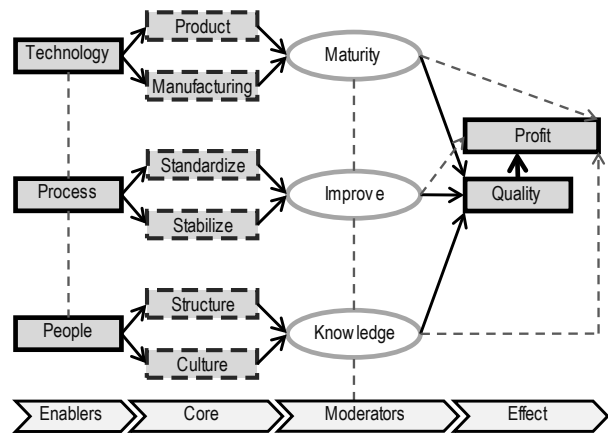 Product
Technology
Maturity
Manufacturing
Profit
Standardize
Process
Improve
Quality
Stabilize
Structure
People
Knowledge
Culture
Enablers
Core
Moderators
Effect